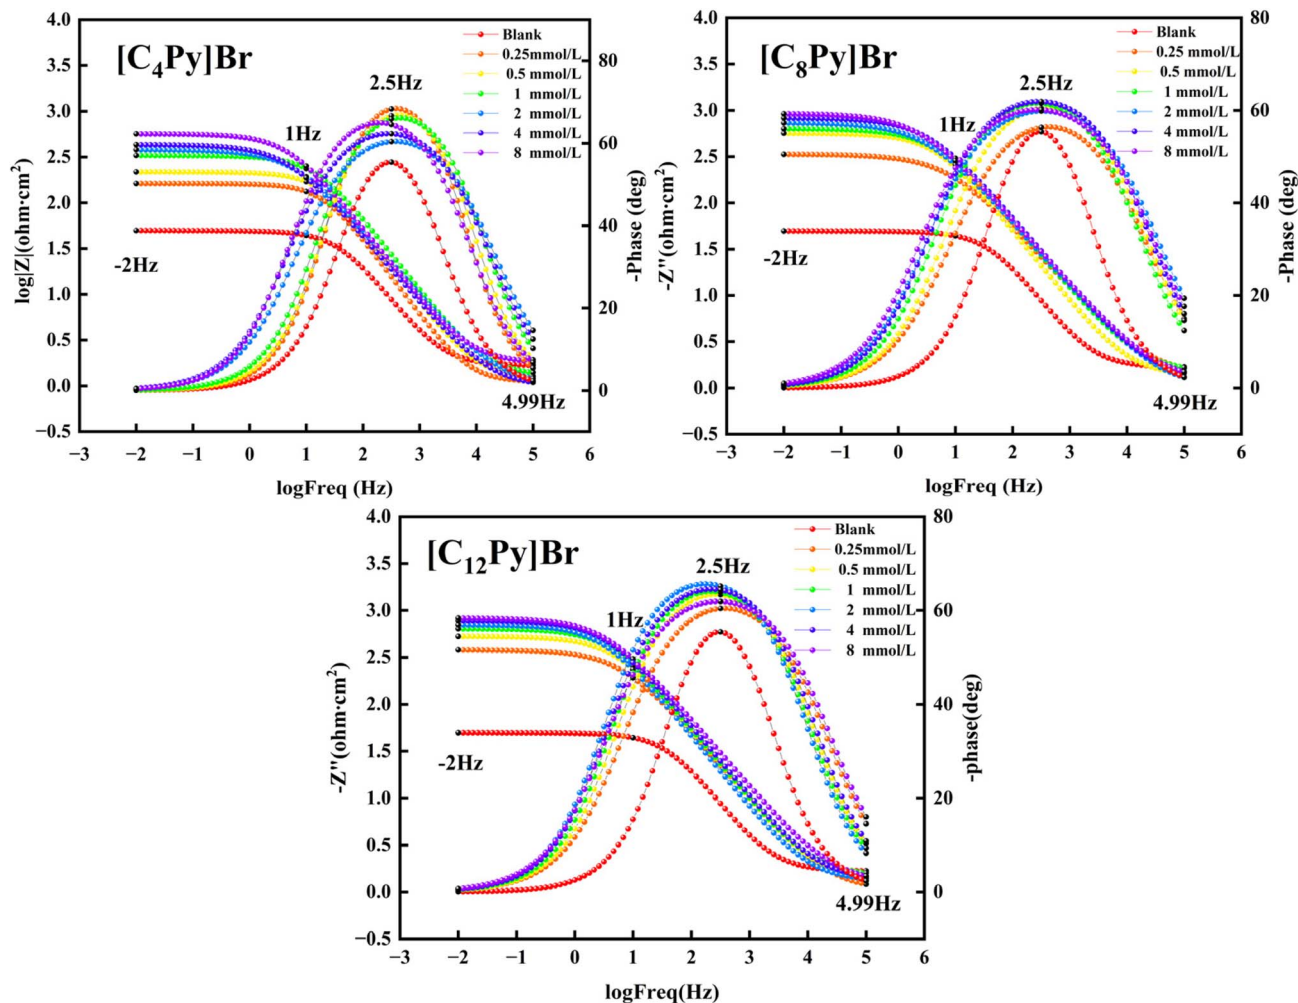 [C4Py]Br
Blank
0.25mmol/L
0.5 mmol/L
1 mmol/L
2 mmol/L
4 mmol/L
8 mmol/L
2.5Hz
1Hz
-2Hz
4.99Hz
log|Z|(ohm·cm²)
4.0
3.5
3.0
2.5
2.0
1.5
1.0
0.5
0.0
−0.5
−3 −2 −1 0 1 2 3 4 5 6
logFreq (Hz)
80
60
40
20
0
-Phase (deg)
[C8Py]Br
Blank
0.25 mmol/L
0.5 mmol/L
1 mmol/L
2 mmol/L
4 mmol/L
8 mmol/L
2.5Hz
1Hz
-2Hz
4.99Hz
-Z''(ohm·cm²)
4.0
3.5
3.0
2.5
2.0
1.5
1.0
0.5
0.0
−0.5
−3 −2 −1 0 1 2 3 4 5 6
logFreq (Hz)
80
60
40
20
0
-Phase (deg)
[C12Py]Br
Blank
0.25mmol/L
0.5 mmol/L
1 mmol/L
2 mmol/L
4 mmol/L
8 mmol/L
2.5Hz
1Hz
-2Hz
4.99Hz
-Z''(ohm·cm²)
4.0
3.5
3.0
2.5
2.0
1.5
1.0
0.5
0.0
−0.5
−3 −2 −1 0 1 2 3 4 5 6
logFreq(Hz)
80
60
40
20
0
-phase(deg)